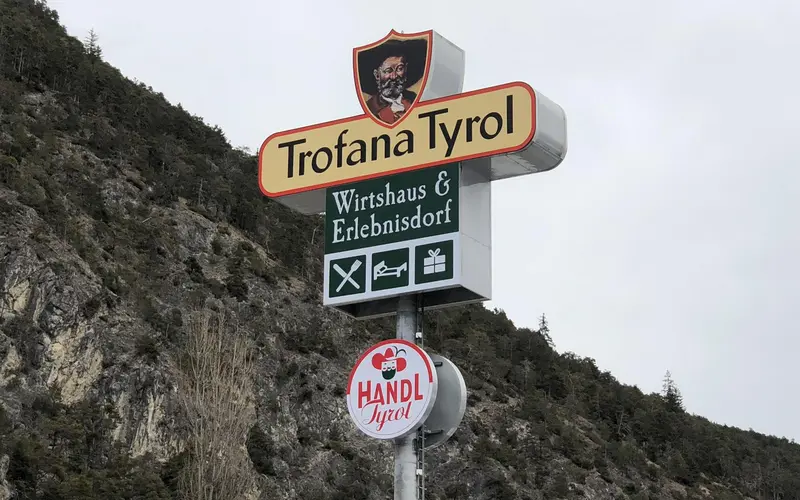 Trofana Tyrol
Wirtshaus &
Erlebnisdorf
HANDL
Tyrol